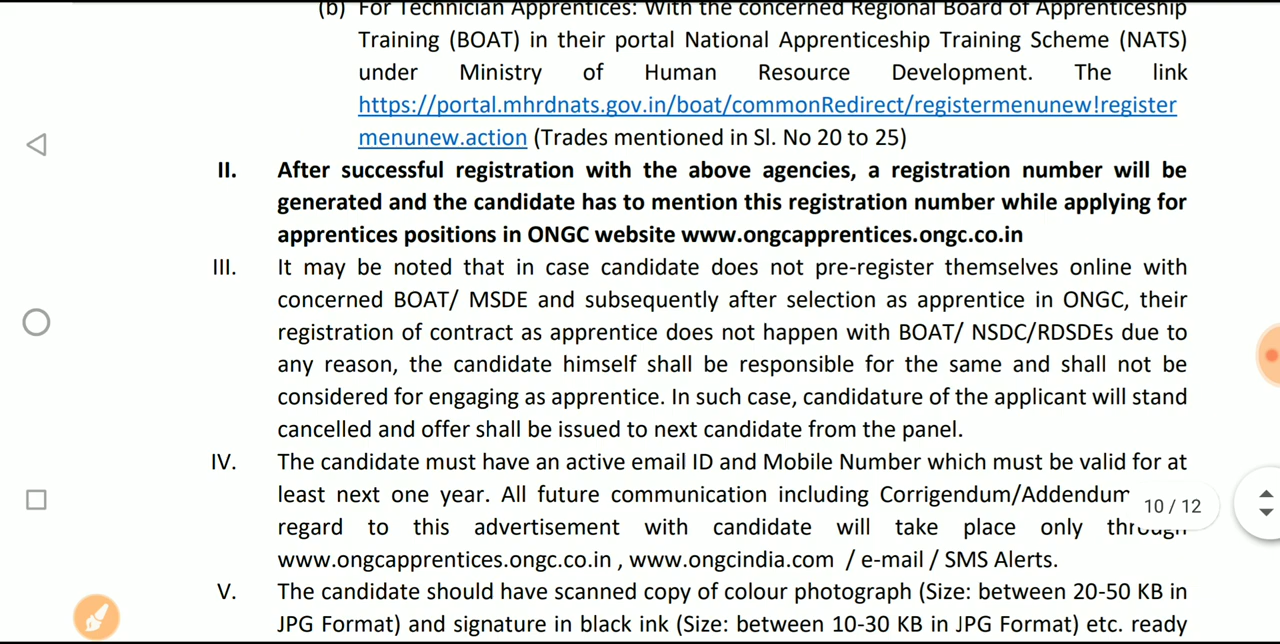 (b) For Technician Apprentices: With the concerned Regional Board of Apprenticeship
Training (BOAT) in their portal National Apprenticeship Training Scheme (NATS)
under Ministry of Human Resource Development. The link
https://portal.mhrdnats.gov.in/boat/commonRedirect/registermenunew!register
menunew.action (Trades mentioned in Sl. No 20 to 25)
II. After successful registration with the above agencies, a registration number will be
generated and the candidate has to mention this registration number while applying for
apprentices positions in ONGC website www.ongcapprentices.ongc.co.in
III. It may be noted that in case candidate does not pre-register themselves online with
concerned BOAT/ MSDE and subsequently after selection as apprentice in ONGC, their
registration of contract as apprentice does not happen with BOAT/ NSDC/RDSDEs due to
any reason, the candidate himself shall be responsible for the same and shall not be
considered for engaging as apprentice. In such case, candidature of the applicant will stand
cancelled and offer shall be issued to next candidate from the panel.
IV. The candidate must have an active email ID and Mobile Number which must be valid for at
least next one year. All future communication including Corrigendum/Addendum
regard to this advertisement with candidate will take place only through
www.ongcapprentices.ongc.co.in , www.ongcindia.com / e-mail / SMS Alerts.
V. The candidate should have scanned copy of colour photograph (Size: between 20-50 KB in
JPG Format) and signature in black ink (Size: between 10-30 KB in JPG Format) etc. ready
10 / 12